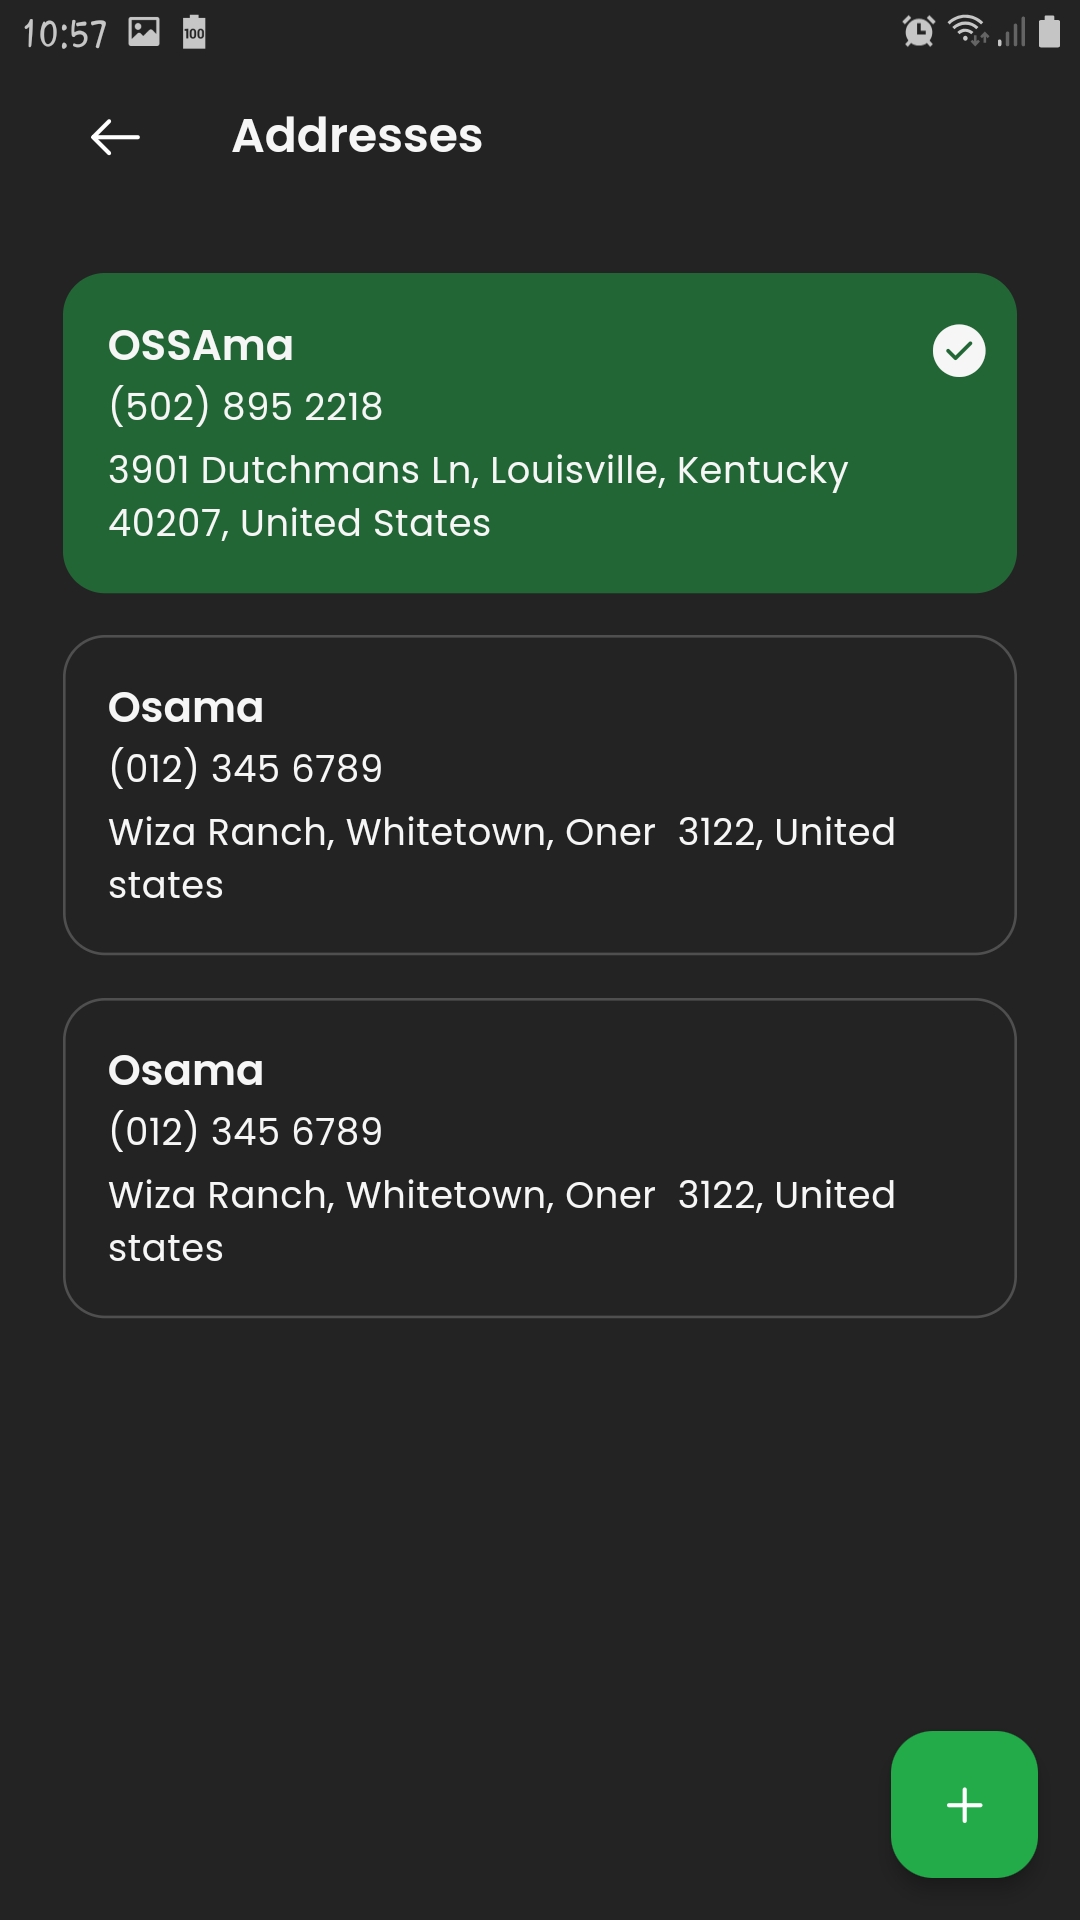 10:57
100
Addresses
OSSAma
(502) 895 2218
3901 Dutchmans Ln, Louisville, Kentucky
40207, United States
Osama
(012) 345 6789
Wiza Ranch, Whitetown, Oner  3122, United
states
Osama
(012) 345 6789
Wiza Ranch, Whitetown, Oner  3122, United
states